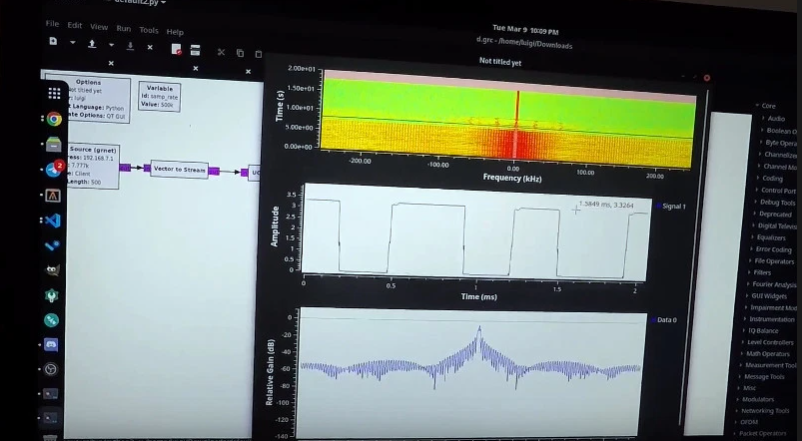 default2.py
File Edit View Run Tools Help
Tue Mar 9 10:09 PM
d.grc - /home/luigi/Downloads
Not titled yet
Options
Not titled yet
luigi
Language: Python
ate Options: QT GUI
Variable
Id: samp_rate
Value: 500k
Source (grnet)
ress: 192.168.7.1
7.777k
e: Client
Length: 500
Vector to Stream
2
Time (s)
2.00e+01
1.50e+01
1.00e+01
5.00e+00
0.00e+00
-200.00 -100.00 0.00 100.00 200.00
Frequency (kHz)
Amplitude
3.5
3
2.5
2
1.5
1
0.5
0
1.5849 ms, 3.3264
Signal 1
0 0.5 1 1.5 2
Time (ms)
Relative Gain (dB)
0
-20
-40
-60
-80
-100
-120
-140
Data 0
Core
Audio
Boolean O
Byte Opera
Channelize
Channel Mo
Coding
Control Port
Debug Tools
Deprecated
Digital Televis
Equalizers
Error Coding
File Operators
Filters
Fourier Analysis
GUI Widgets
Impairment Mod
Instrumentation
IQ Balance
Level Controllers
Math Operators
Measurement Tool
Message Tools
Misc
Modulators
Networking Tools
OFDM
Packet Operators